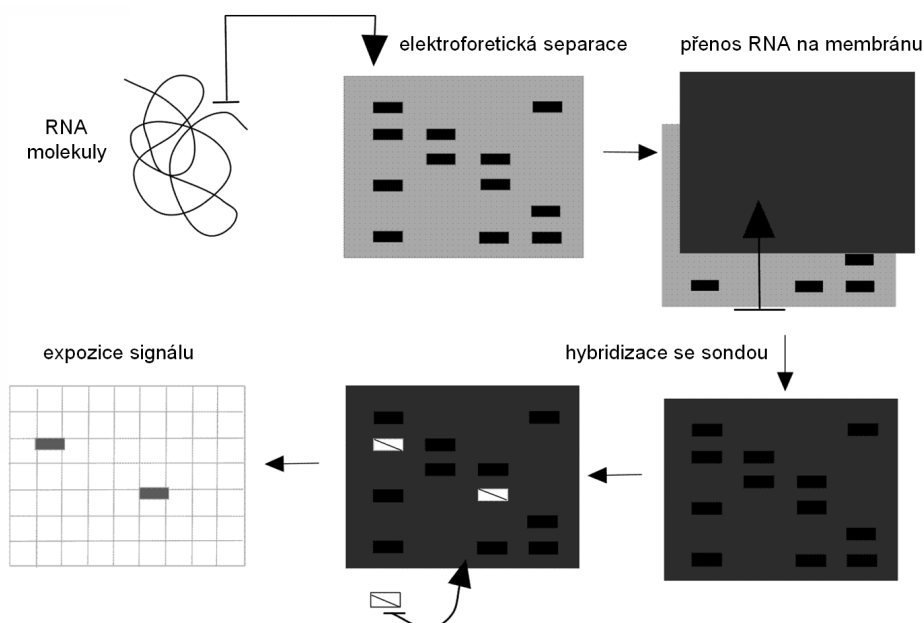 elektroforetická separace
přenos RNA na membránu
RNA
molekuly
expozice signálu
hybridizace se sondou